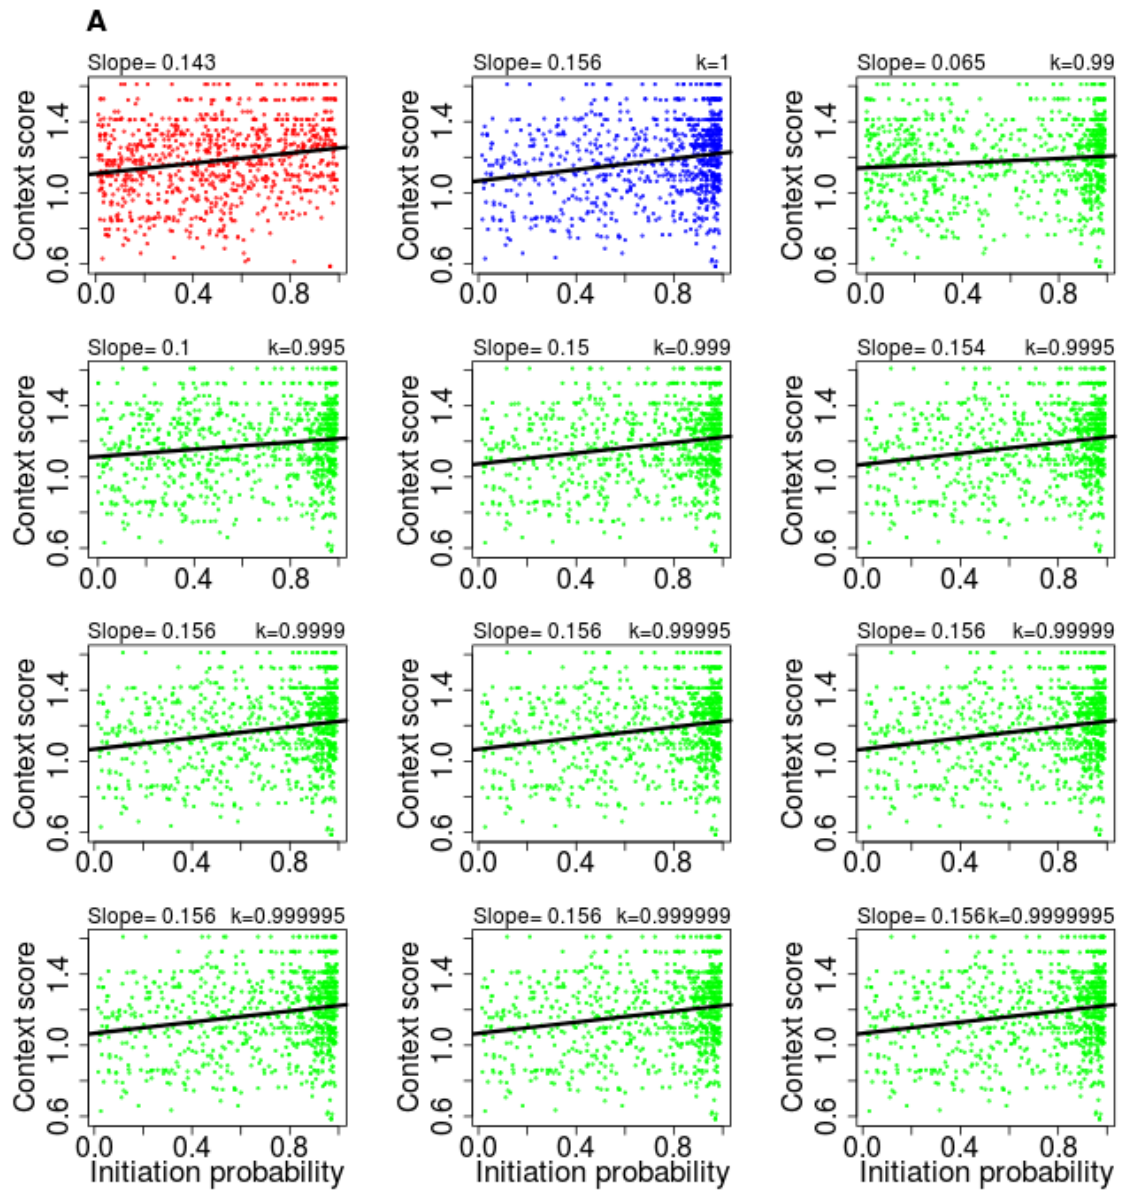 A
Slope= 0.143
Slope= 0.156 k=1
Slope= 0.065 k=0.99
Context score
0.6 1.0 1.4
0.0 0.4 0.8
Context score
0.6 1.0 1.4
0.0 0.4 0.8
Context score
0.6 1.0 1.4
0.0 0.4 0.8
Slope= 0.1 k=0.995
Slope= 0.15 k=0.999
Slope= 0.154 k=0.9995
Context score
0.6 1.0 1.4
0.0 0.4 0.8
Context score
0.6 1.0 1.4
0.0 0.4 0.8
Context score
0.6 1.0 1.4
0.0 0.4 0.8
Slope= 0.156 k=0.9999
Slope= 0.156 k=0.99995
Slope= 0.156 k=0.99999
Context score
0.6 1.0 1.4
0.0 0.4 0.8
Context score
0.6 1.0 1.4
0.0 0.4 0.8
Context score
0.6 1.0 1.4
0.0 0.4 0.8
Slope= 0.156 k=0.999995
Slope= 0.156 k=0.999999
Slope= 0.156 k=0.9999995
Context score
0.6 1.0 1.4
0.0 0.4 0.8
Initiation probability
Context score
0.6 1.0 1.4
0.0 0.4 0.8
Initiation probability
Context score
0.6 1.0 1.4
0.0 0.4 0.8
Initiation probability